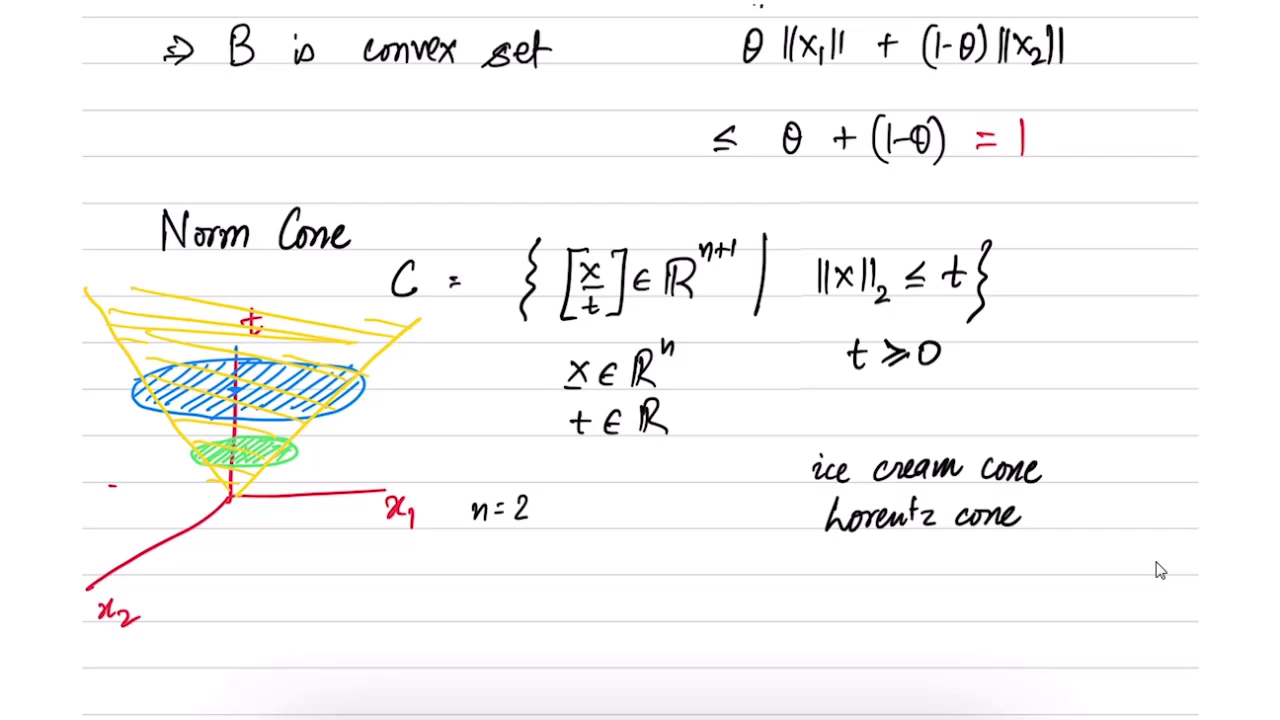 ⇒ B is convex set θ ||x₁|| + (1-θ) ||x₂||
≤ θ + (1-θ) = 1
Norm Cone
C = { [x/t] ∈ ℝⁿ⁺¹ | ||x||₂ ≤ t }
t
x ∈ ℝⁿ t ≥ 0
t ∈ ℝ
ice cream cone
x₁ n = 2 Lorentz cone
x₂